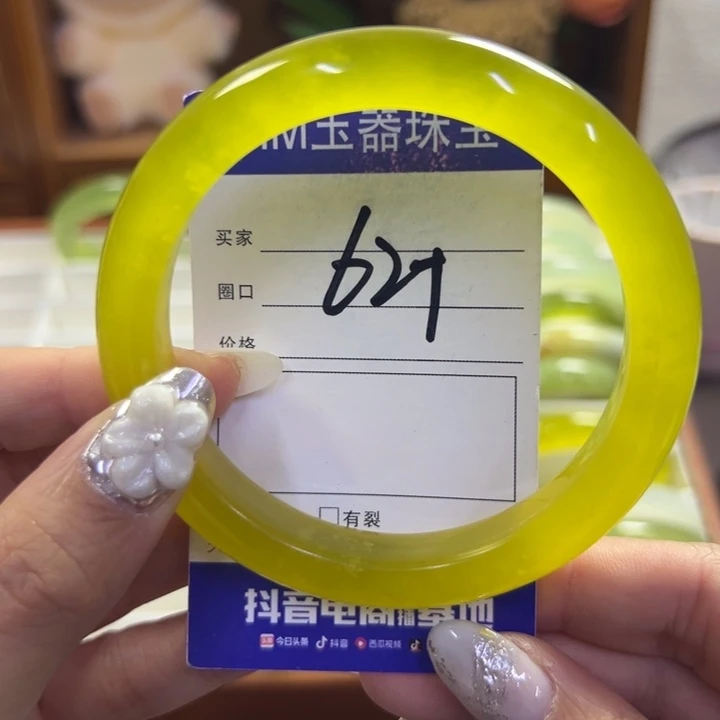 玉器珠宝
买家
圈口
价格
□有裂
抖音电商直播基地
今日头条 抖音 西瓜视频